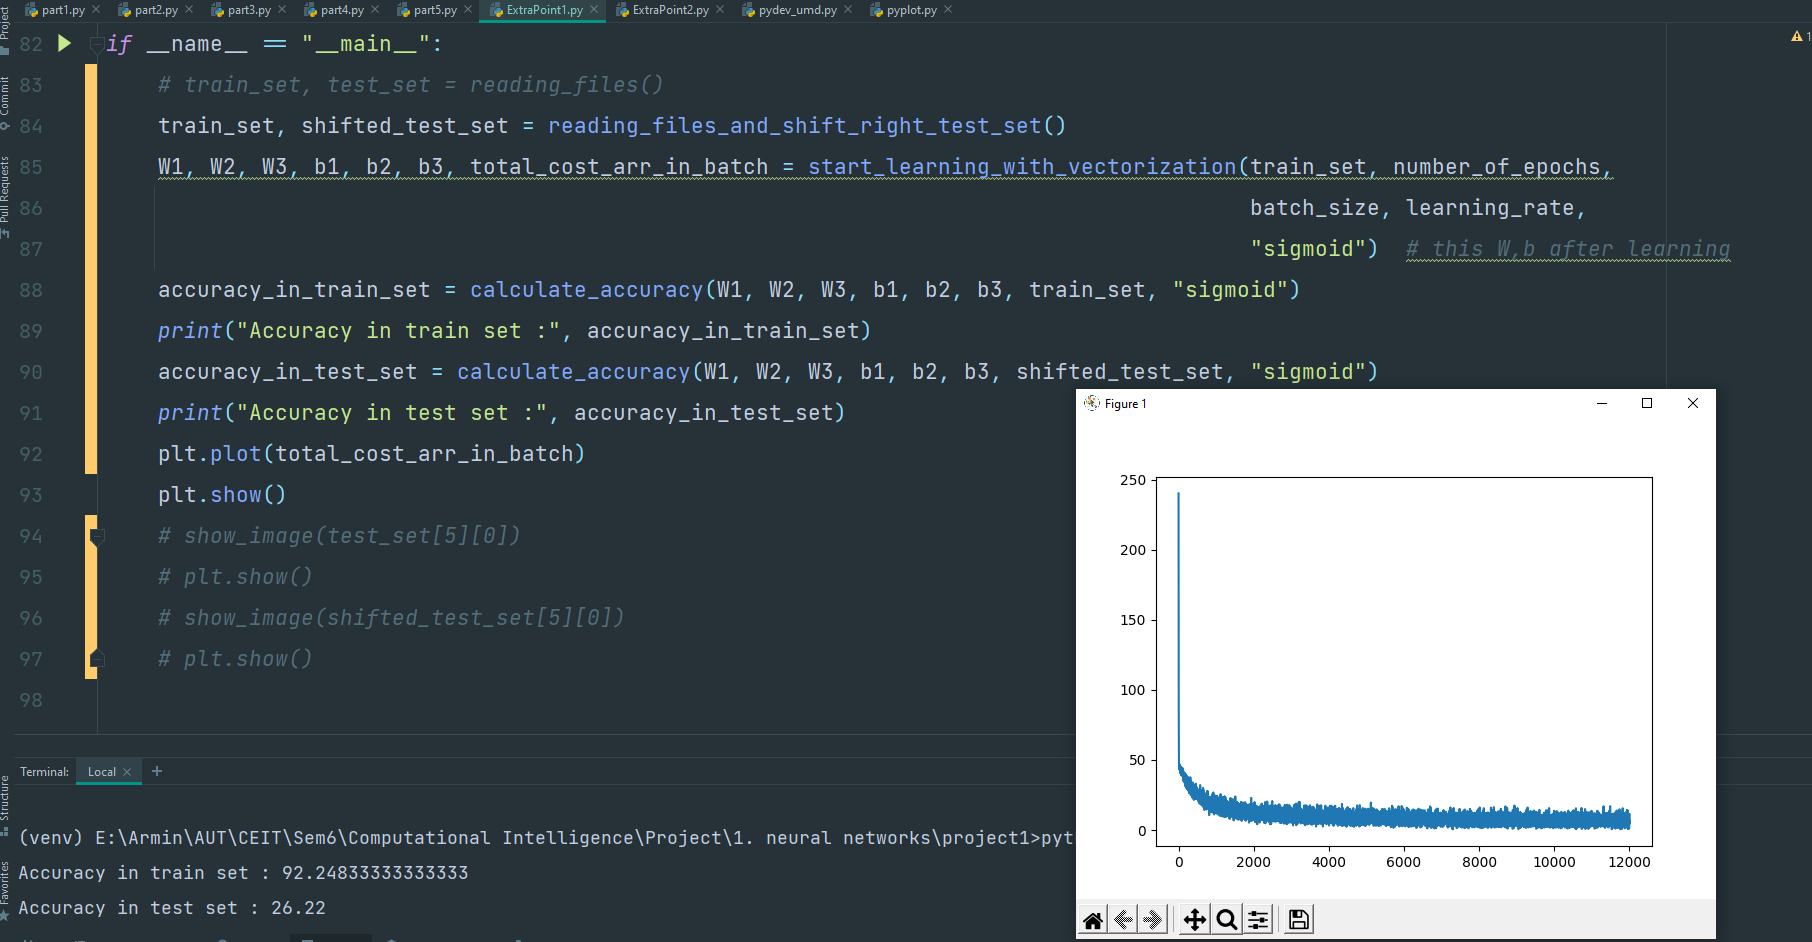 part1.py part2.py part3.py part4.py part5.py ExtraPoint1.py ExtraPoint2.py pydev_umd.py pyplot.py
Project
Commit
Pull Requests
Structure
Favorites
1
82 if __name__ == "__main__":
83 # train_set, test_set = reading_files()
84 train_set, shifted_test_set = reading_files_and_shift_right_test_set()
85 W1, W2, W3, b1, b2, b3, total_cost_arr_in_batch = start_learning_with_vectorization(train_set, number_of_epochs,
86 batch_size, learning_rate,
87 "sigmoid") # this W,b after learning
88 accuracy_in_train_set = calculate_accuracy(W1, W2, W3, b1, b2, b3, train_set, "sigmoid")
89 print("Accuracy in train set :", accuracy_in_train_set)
90 accuracy_in_test_set = calculate_accuracy(W1, W2, W3, b1, b2, b3, shifted_test_set, "sigmoid")
91 print("Accuracy in test set :", accuracy_in_test_set)
92 plt.plot(total_cost_arr_in_batch)
93 plt.show()
94 # show_image(test_set[5][0])
95 # plt.show()
96 # show_image(shifted_test_set[5][0])
97 # plt.show()
98
Figure 1
250
200
150
100
50
0
0 2000 4000 6000 8000 10000 12000
Terminal: Local +
(venv) E:\Armin\AUT\CEIT\Sem6\Computational Intelligence\Project\1. neural networks\project1>pyt
Accuracy in train set : 92.24833333333333
Accuracy in test set : 26.22